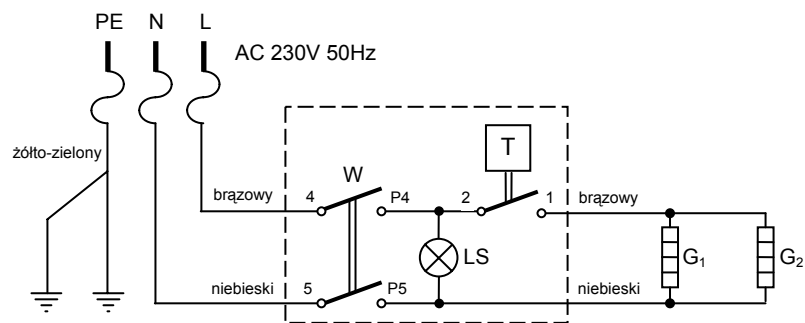 PE N L
AC 230V 50Hz
żółto-zielony
T
W
brązowy 4 P4 2 1 brązowy
LS G1 G2
niebieski 5 P5 niebieski